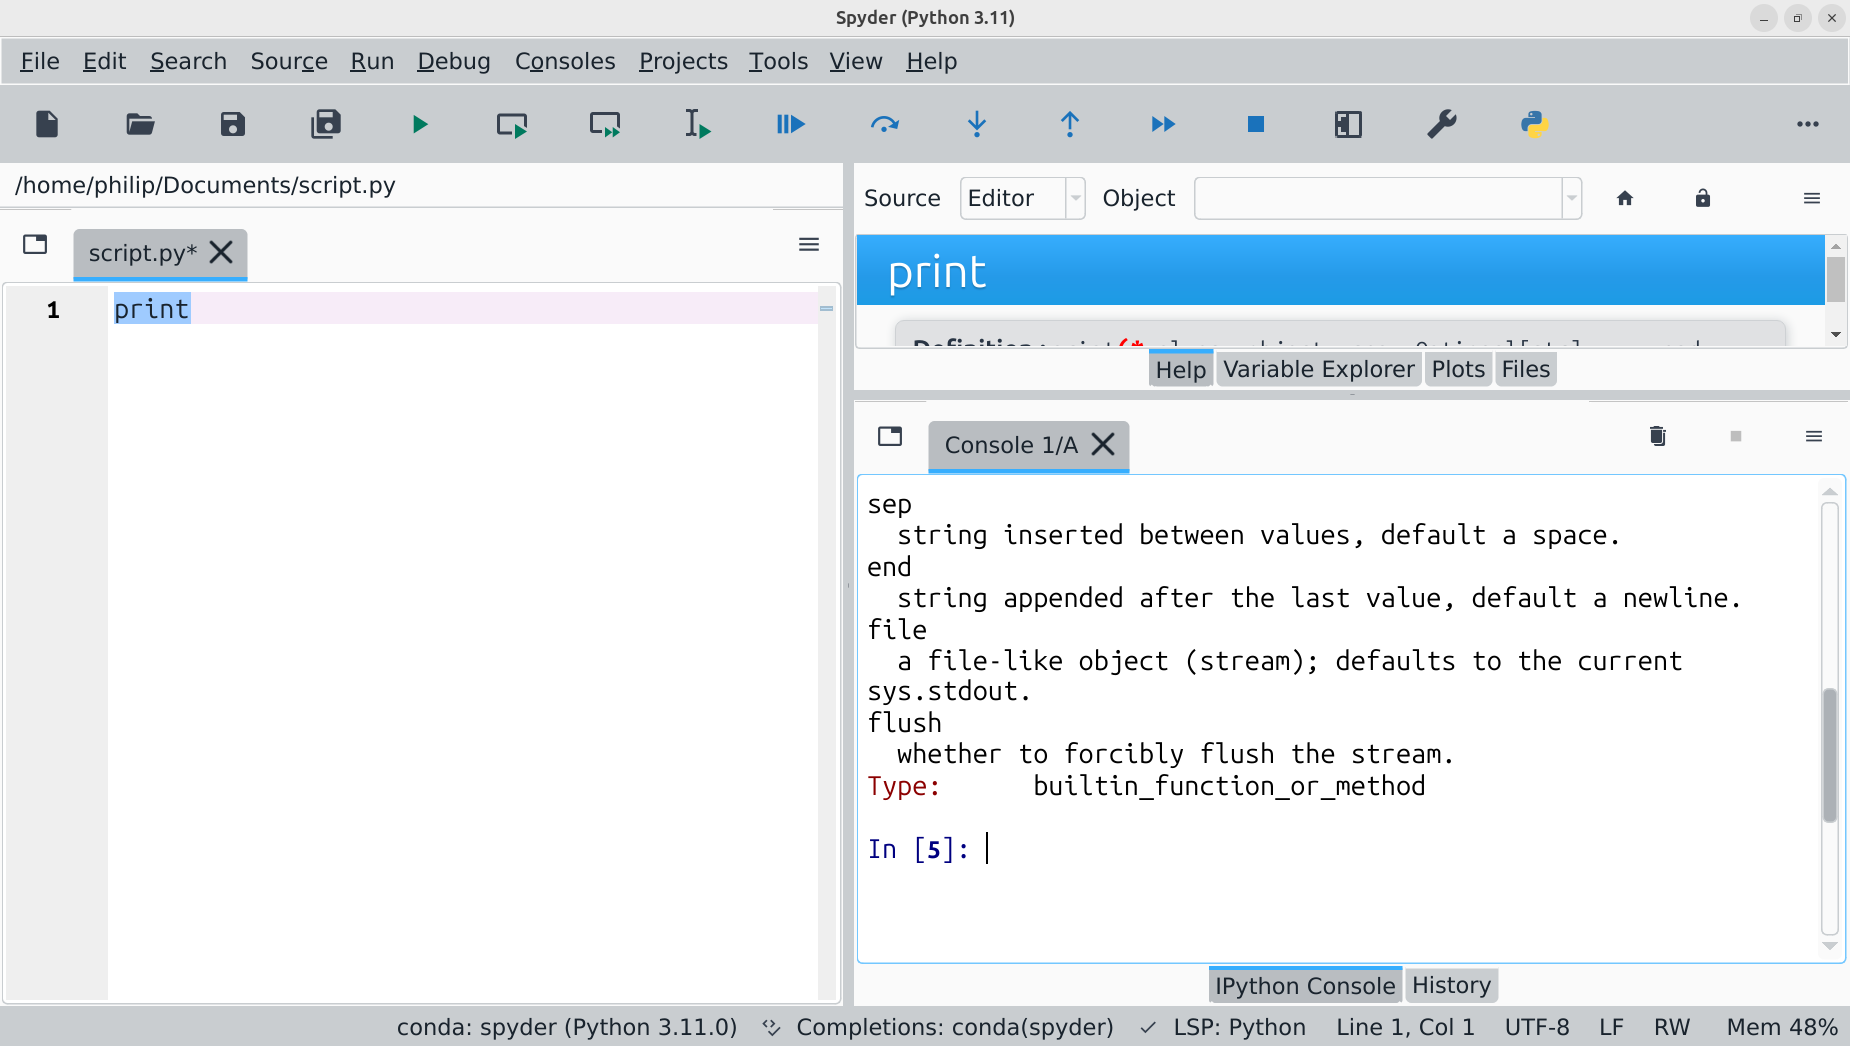 Spyder (Python 3.11)
File Edit Search Source Run Debug Consoles Projects Tools View Help
/home/philip/Documents/script.py
script.py*
1 print
Source Editor Object
print
Help Variable Explorer Plots Files
Console 1/A
sep
string inserted between values, default a space.
end
string appended after the last value, default a newline.
file
a file-like object (stream); defaults to the current
sys.stdout.
flush
whether to forcibly flush the stream.
Type: builtin_function_or_method
In [5]:
IPython Console History
conda: spyder (Python 3.11.0) Completions: conda(spyder) LSP: Python Line 1, Col 1 UTF-8 LF RW Mem 48%